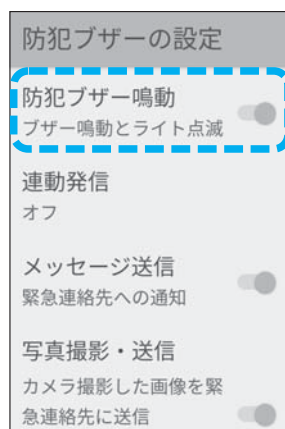 防犯ブザーの設定
防犯ブザー鳴動
ブザー鳴動とライト点滅
連動発信
オフ
メッセージ送信
緊急連絡先への通知
写真撮影・送信
カメラ撮影した画像を緊
急連絡先に送信